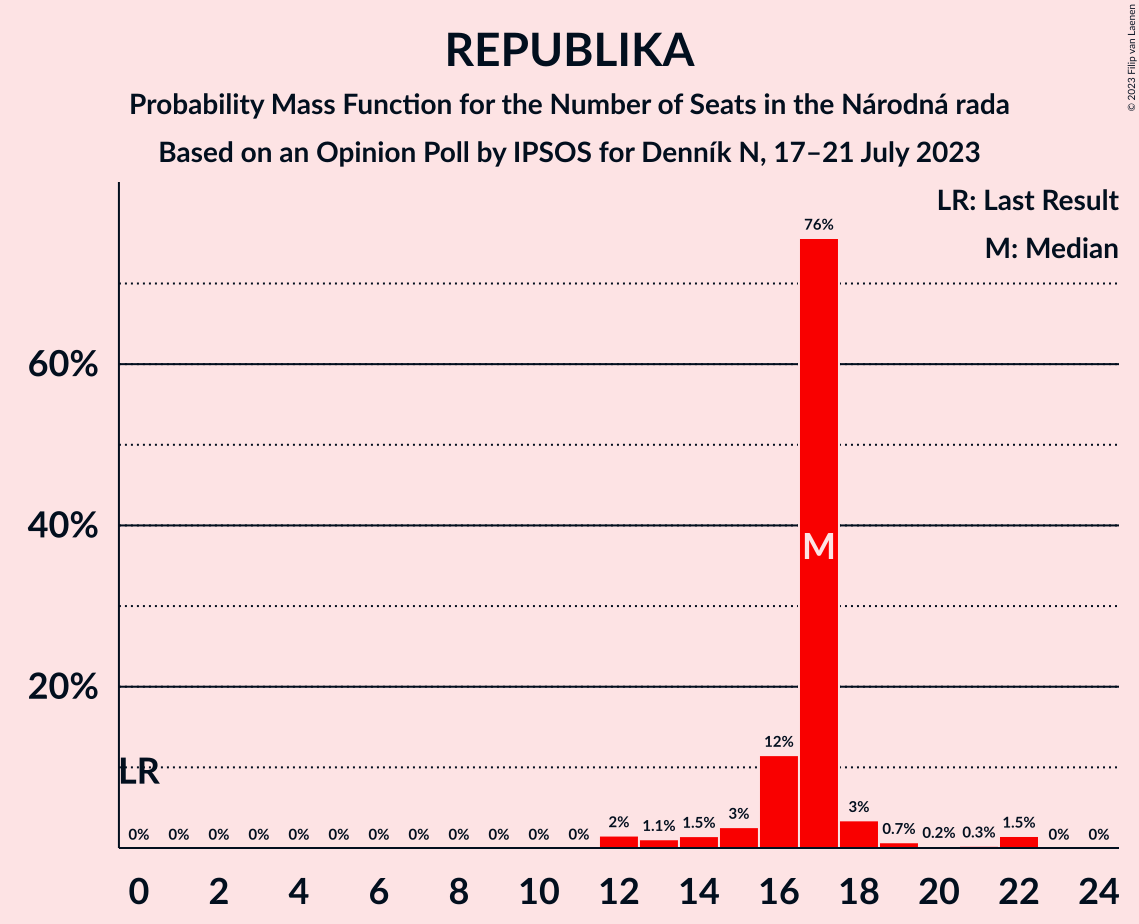 REPUBLIKA
Probability Mass Function for the Number of Seats in the Národná rada
Based on an Opinion Poll by IPSOS for Denník N, 17–21 July 2023
© 2023 Filip van Laenen
LR: Last Result
M: Median
76%
60%
40%
M
20%
12%
LR
0% 0% 0% 0% 0% 0% 0% 0% 0% 0% 0% 0% 2% 1.1% 1.5% 3% 3% 0.7% 0.2% 0.3% 1.5% 0% 0%
0 2 4 6 8 10 12 14 16 18 20 22 24